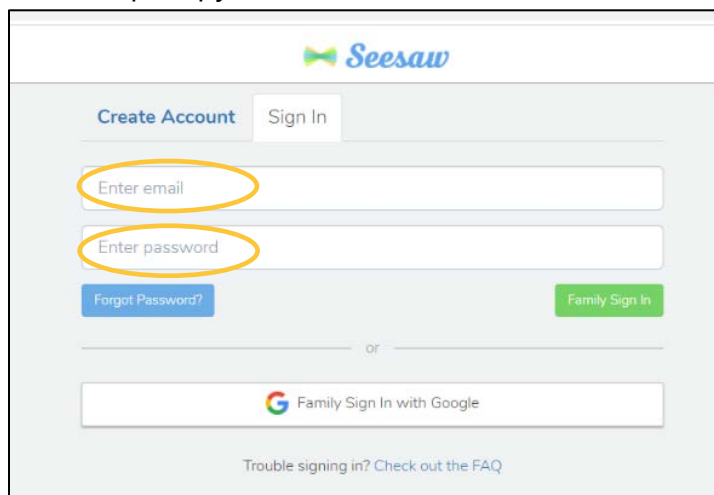 Seesaw
Create Account Sign In
Enter email
Enter password
Forgot Password? Family Sign In
or
Family Sign In with Google
Trouble signing in? Check out the FAQ